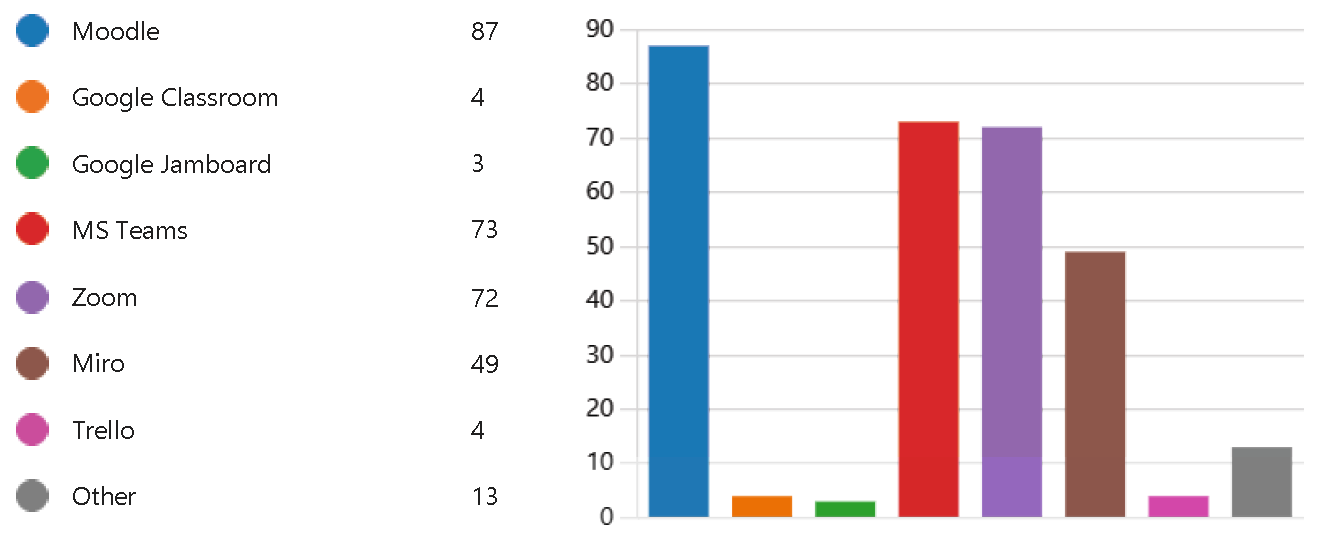 Moodle 87
Google Classroom 4
Google Jamboard 3
MS Teams 73
Zoom 72
Miro 49
Trello 4
Other 13
90
80
70
60
50
40
30
20
10
0